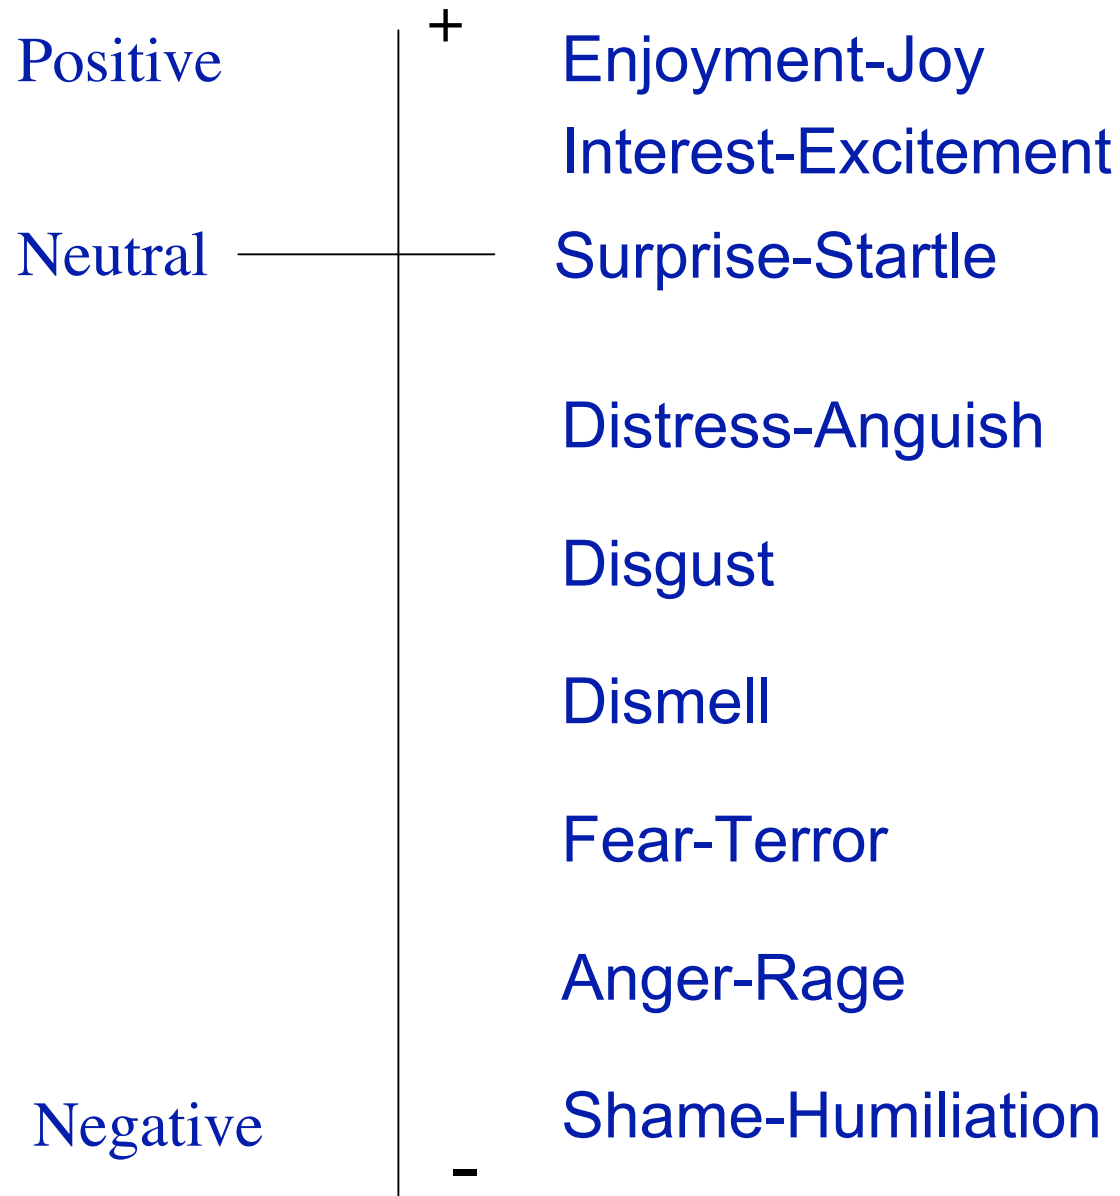 +
Positive Enjoyment-Joy
Interest-Excitement
Neutral Surprise-Startle
Distress-Anguish
Disgust
Dismell
Fear-Terror
Anger-Rage
Negative Shame-Humiliation
-